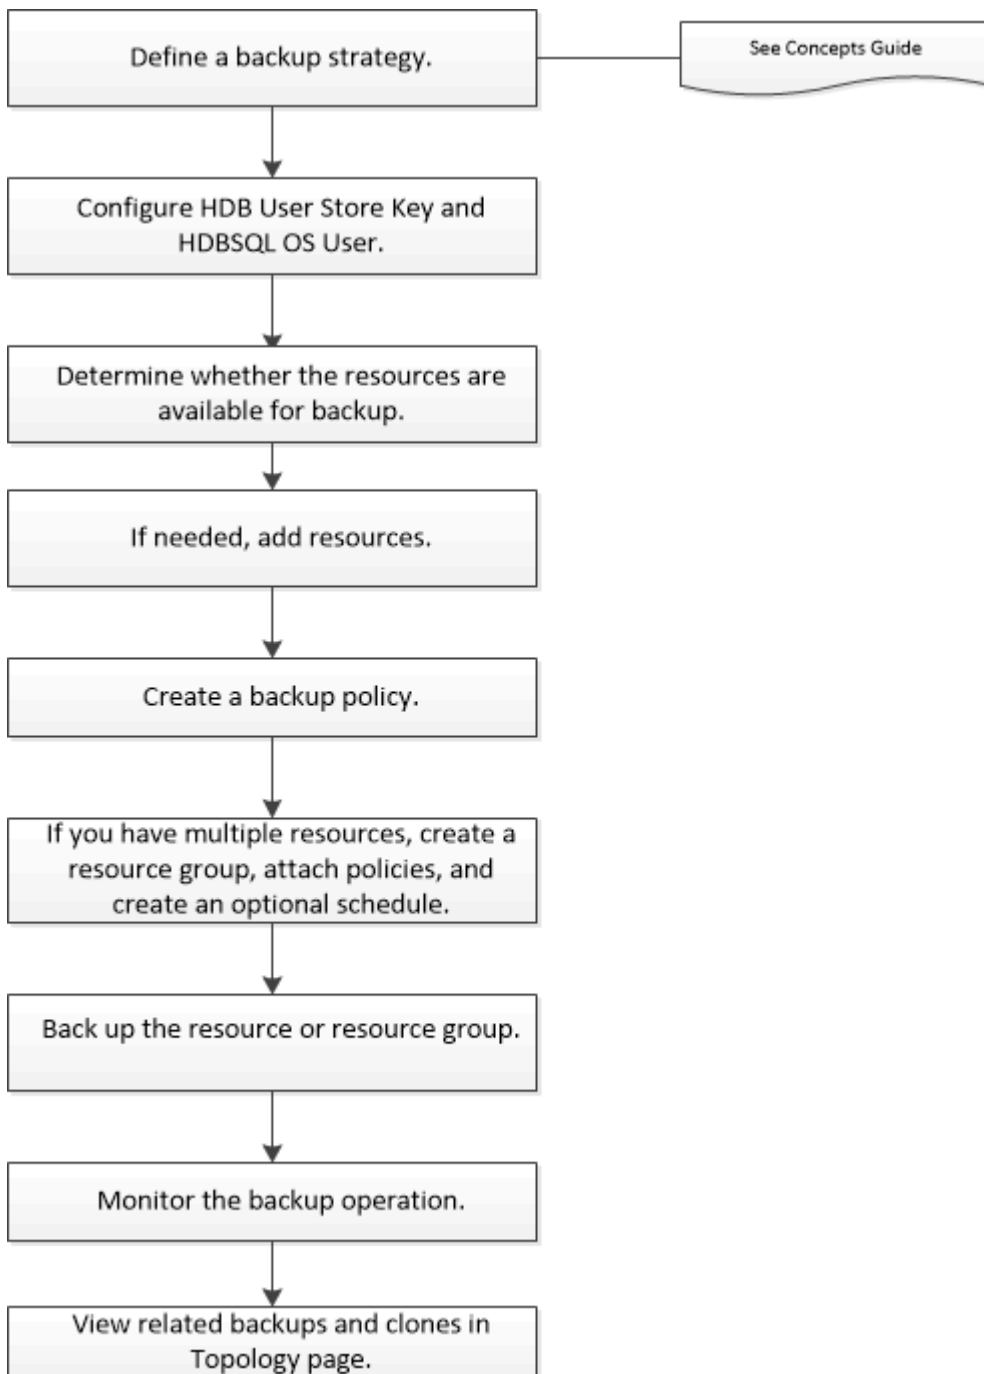 Define a backup strategy.
See Concepts Guide
Configure HDB User Store Key and
HDBSQL OS User.
Determine whether the resources are
available for backup.
If needed, add resources.
Create a backup policy.
If you have multiple resources, create a
resource group, attach policies, and
create an optional schedule.
Back up the resource or resource group.
Monitor the backup operation.
View related backups and clones in
Topology page.